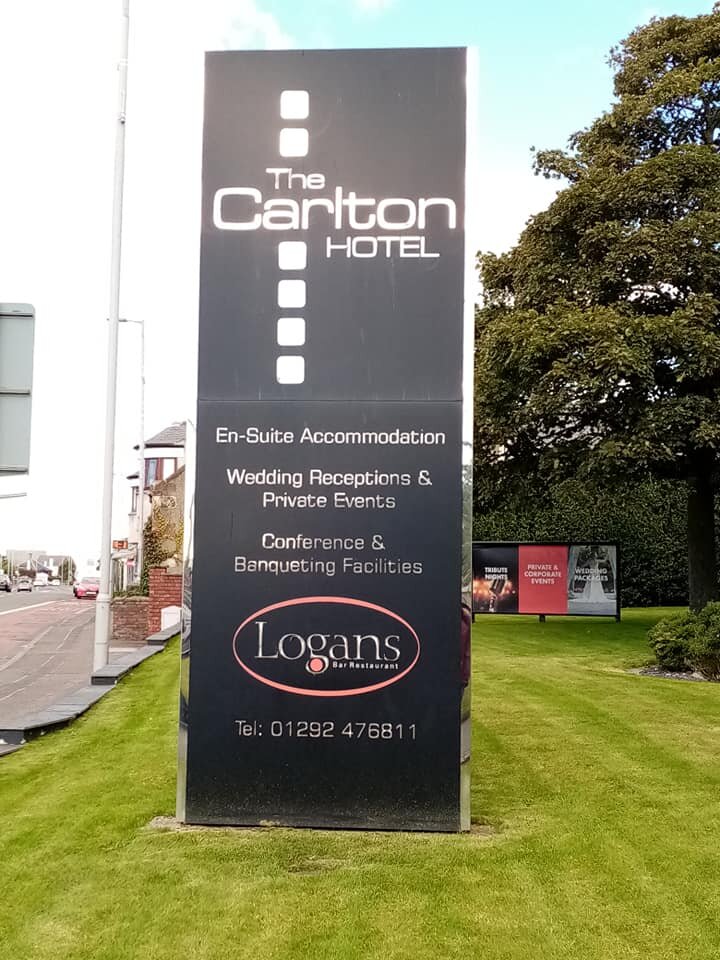 The
Carlton
HOTEL
En-Suite Accommodation
Wedding Receptions &
Private Events
Conference &
Banqueting Facilities
Logans
Bar Restaurant
Tel: 01292 476811
TRIBUTE
NIGHTS
PRIVATE &
CORPORATE
EVENTS
WEDDING
PACKAGES